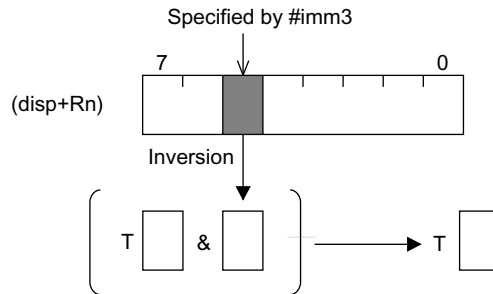 Specified by #imm3
7 0
(disp+Rn)
Inversion
T & T